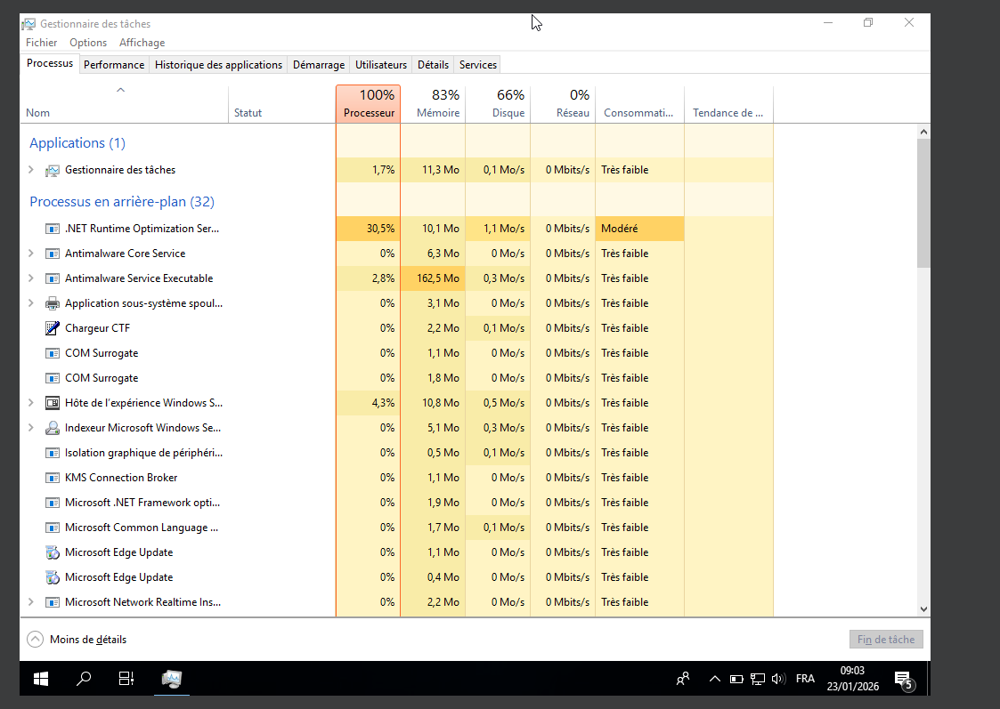 Gestionnaire des tâches
Fichier Options Affichage
Processus Performance Historique des applications Démarrage Utilisateurs Détails Services
100% 83% 66% 0%
Nom Statut Processeur Mémoire Disque Réseau Consommati... Tendance de ...
Applications (1)
Gestionnaire des tâches 1,7% 11,3 Mo 0,1 Mo/s 0 Mbits/s Très faible
Processus en arrière-plan (32)
.NET Runtime Optimization Ser... 30,5% 10,1 Mo 1,1 Mo/s 0 Mbits/s Modéré
Antimalware Core Service 0% 6,3 Mo 0 Mo/s 0 Mbits/s Très faible
Antimalware Service Executable 2,8% 162,5 Mo 0,3 Mo/s 0 Mbits/s Très faible
Application sous-système spoul... 0% 3,1 Mo 0 Mo/s 0 Mbits/s Très faible
Chargeur CTF 0% 2,2 Mo 0,1 Mo/s 0 Mbits/s Très faible
COM Surrogate 0% 1,1 Mo 0 Mo/s 0 Mbits/s Très faible
COM Surrogate 0% 1,8 Mo 0 Mo/s 0 Mbits/s Très faible
Hôte de l'expérience Windows S... 4,3% 10,8 Mo 0,5 Mo/s 0 Mbits/s Très faible
Indexeur Microsoft Windows Se... 0% 5,1 Mo 0,3 Mo/s 0 Mbits/s Très faible
Isolation graphique de périphéri... 0% 0,5 Mo 0,1 Mo/s 0 Mbits/s Très faible
KMS Connection Broker 0% 1,1 Mo 0 Mo/s 0 Mbits/s Très faible
Microsoft .NET Framework opti... 0% 1,9 Mo 0 Mo/s 0 Mbits/s Très faible
Microsoft Common Language ... 0% 1,7 Mo 0,1 Mo/s 0 Mbits/s Très faible
Microsoft Edge Update 0% 1,1 Mo 0 Mo/s 0 Mbits/s Très faible
Microsoft Edge Update 0% 0,4 Mo 0 Mo/s 0 Mbits/s Très faible
Microsoft Network Realtime Ins... 0% 2,2 Mo 0 Mo/s 0 Mbits/s Très faible
Moins de détails Fin de tâche
FRA 09:03
23/01/2026 5